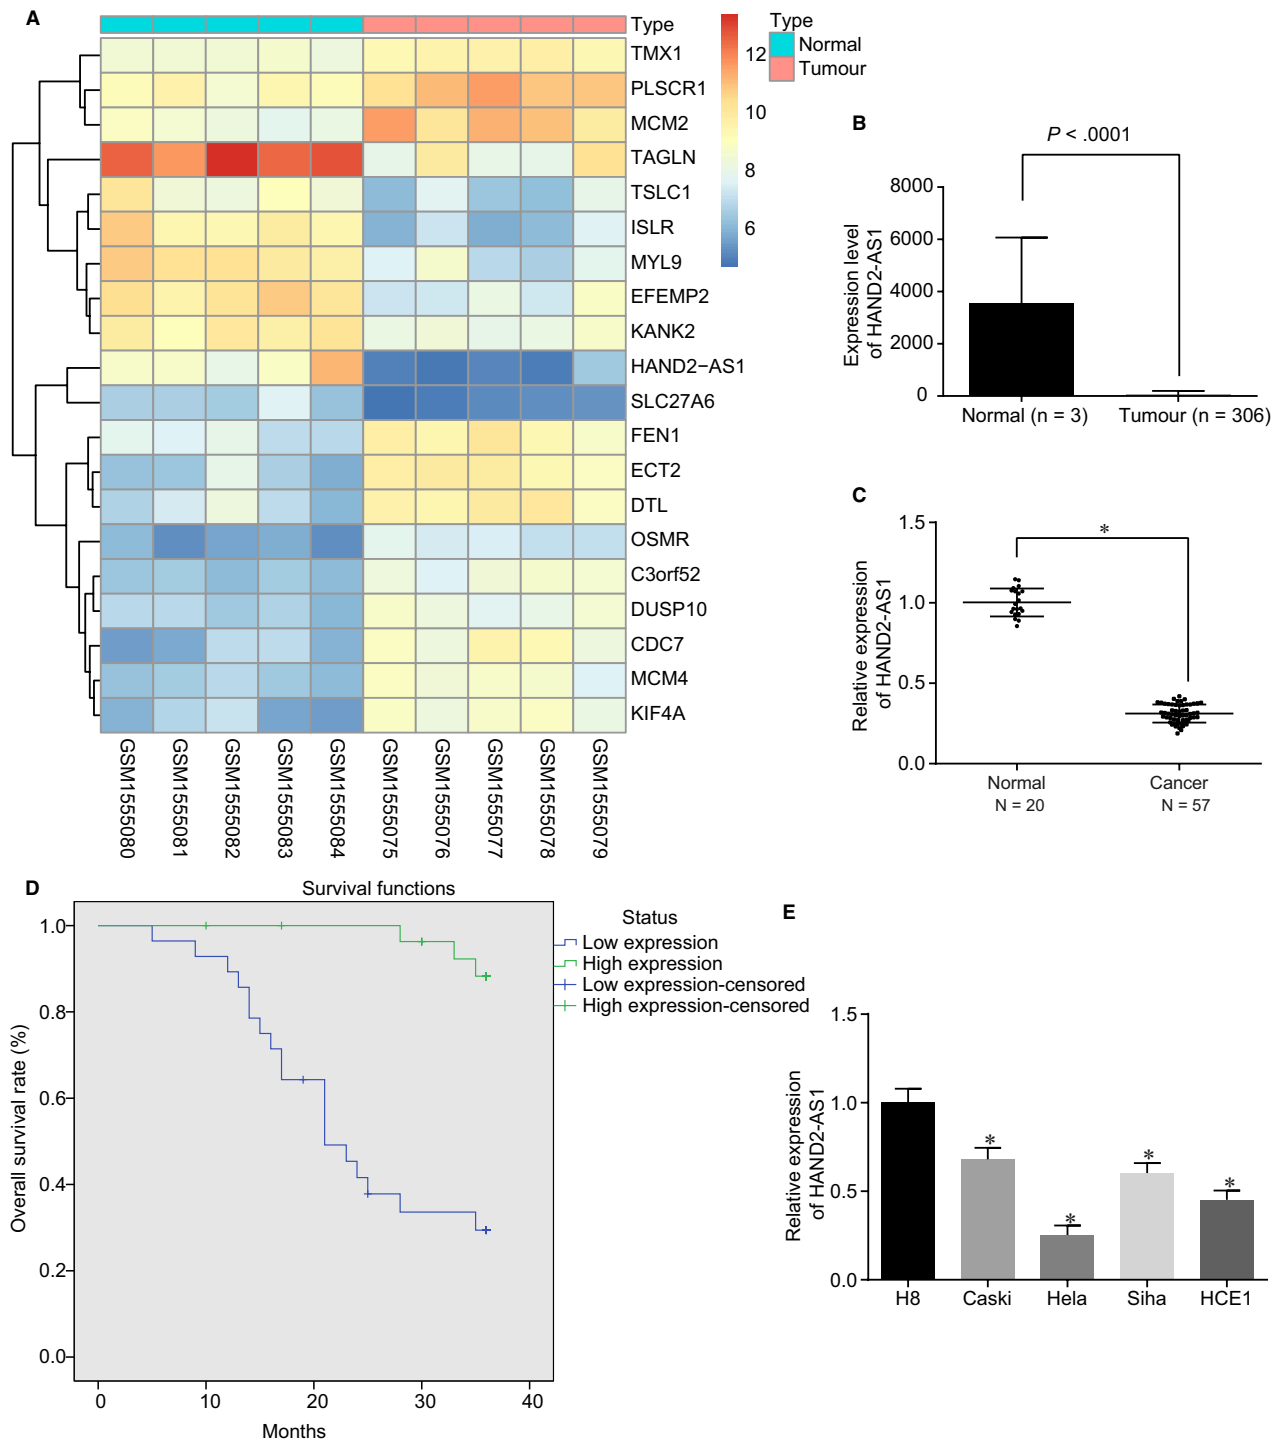 A
Type
TMX1
PLSCR1
MCM2
TAGLN
TSLC1
ISLR
MYL9
EFEMP2
KANK2
HAND2−AS1
SLC27A6
FEN1
ECT2
DTL
OSMR
C3orf52
DUSP10
CDC7
MCM4
KIF4A
GSM1555080
GSM1555081
GSM1555082
GSM1555083
GSM1555084
GSM1555075
GSM1555076
GSM1555077
GSM1555078
GSM1555079
12
10
8
6
Type
Normal
Tumour
B
P < .0001
Expression level
of HAND2-AS1
8000
6000
4000
2000
0
Normal (n = 3)
Tumour (n = 306)
C
*
Relative expression
of HAND2-AS1
1.5
1.0
0.5
0.0
Normal
N = 20
Cancer
N = 57
D
Survival functions
Overall survival rate (%)
1.0
0.8
0.6
0.4
0.2
0.0
0
10
20
30
40
Months
Status
Low expression
High expression
Low expression-censored
High expression-censored
E
Relative expression
of HAND2-AS1
1.5
1.0
0.5
0.0
*
*
*
*
H8
Caski
Hela
Siha
HCE1